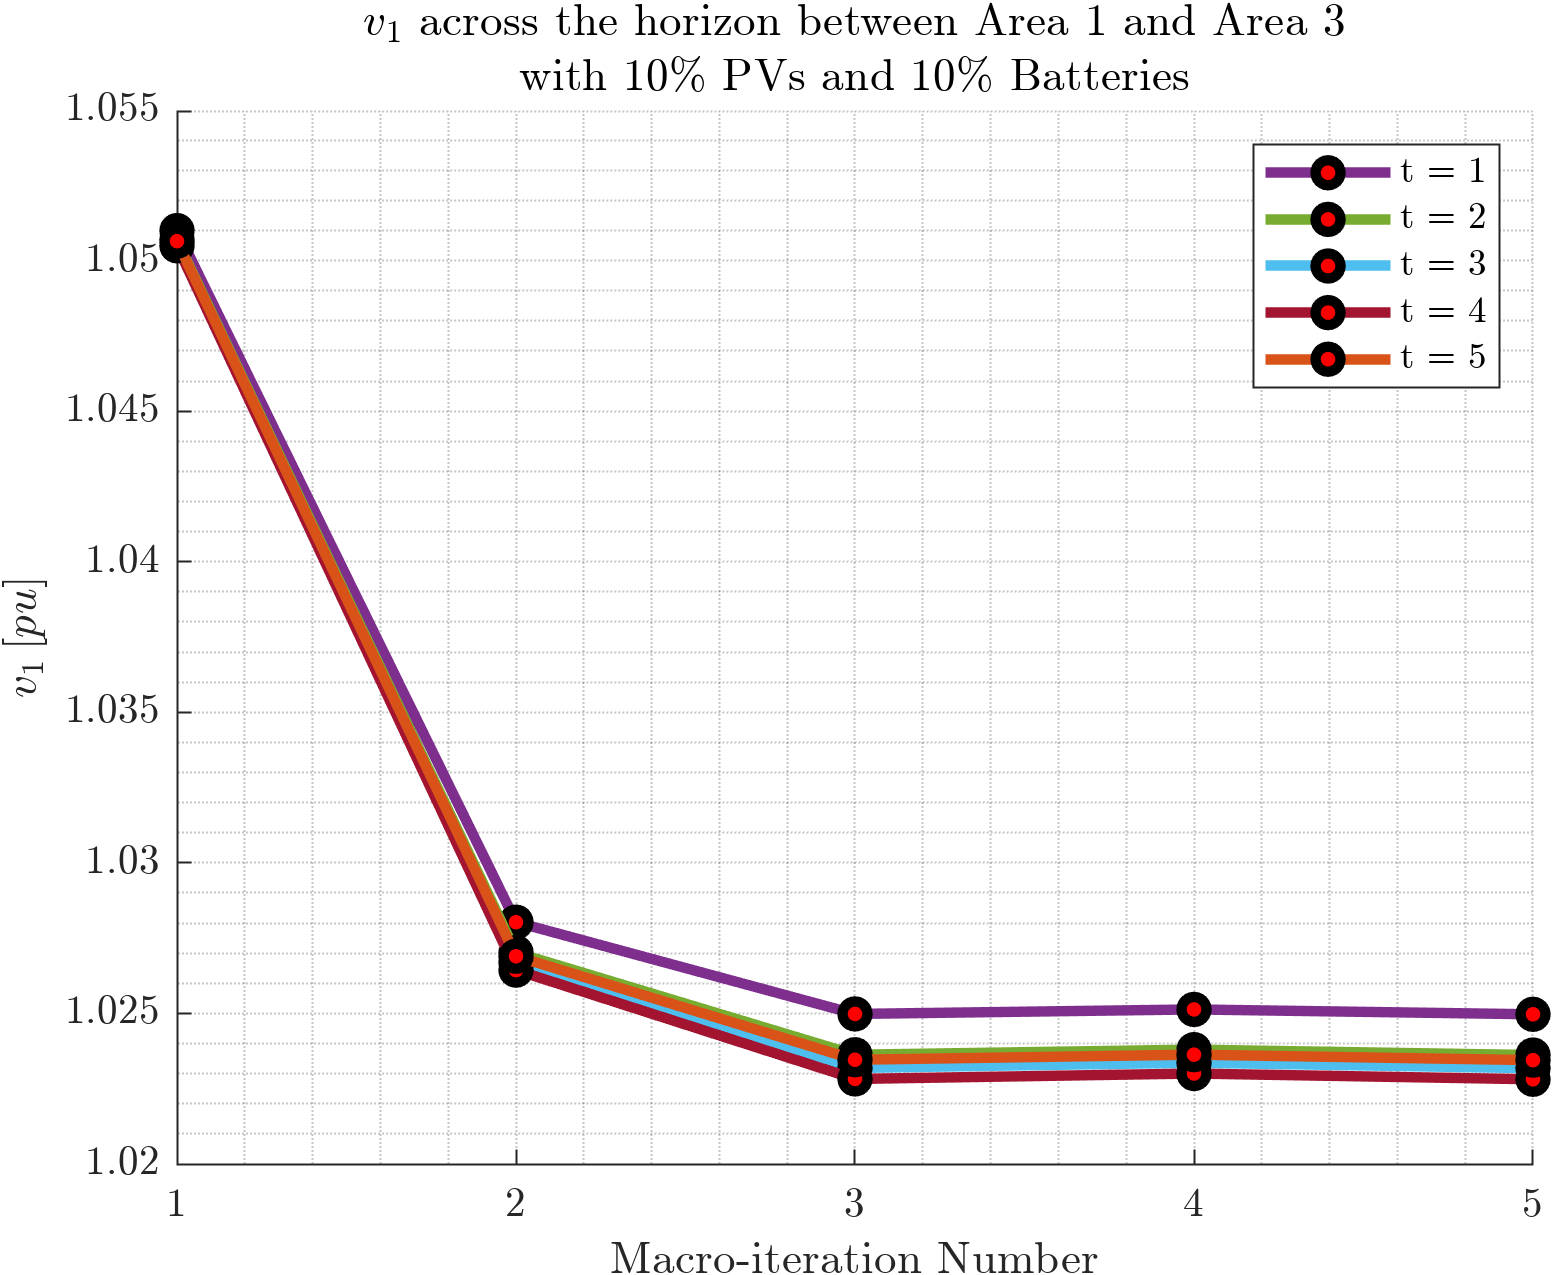 v₁ across the horizon between Area 1 and Area 3
with 10% PVs and 10% Batteries
1.055
1.05
1.045
1.04
1.035
1.03
1.025
1.02
v₁ [pu]
t = 1
t = 2
t = 3
t = 4
t = 5
1 2 3 4 5
Macro-iteration Number